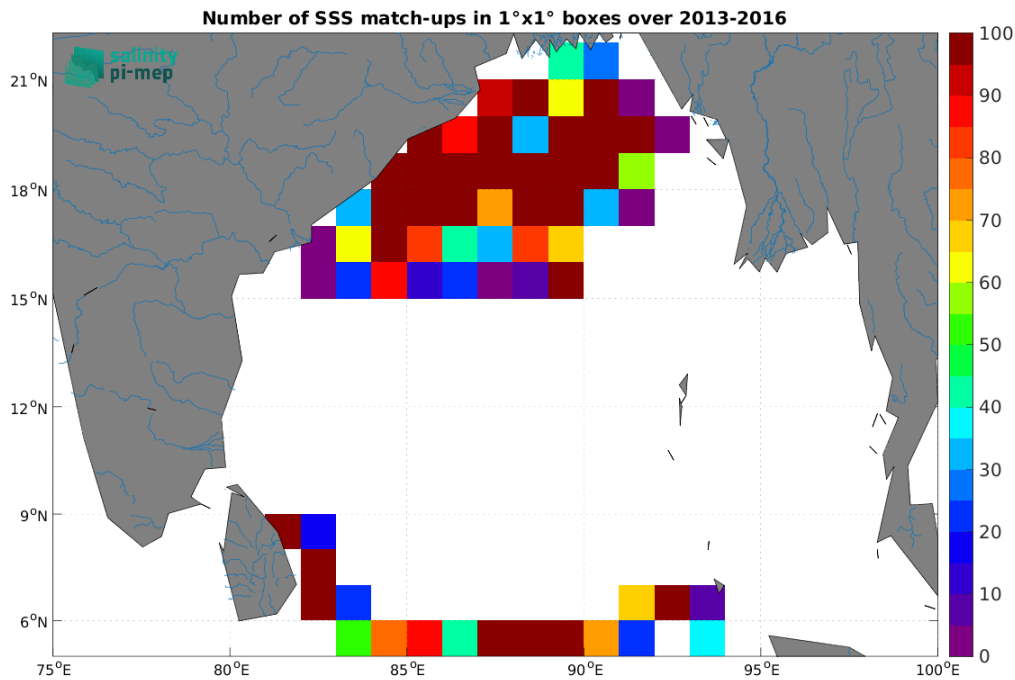 Number of SSS match-ups in 1°x1° boxes over 2013-2016
salinity
pi-mep
21°N
18°N
15°N
12°N
9°N
6°N
75°E 80°E 85°E 90°E 95°E 100°E
100
90
80
70
60
50
40
30
20
10
0